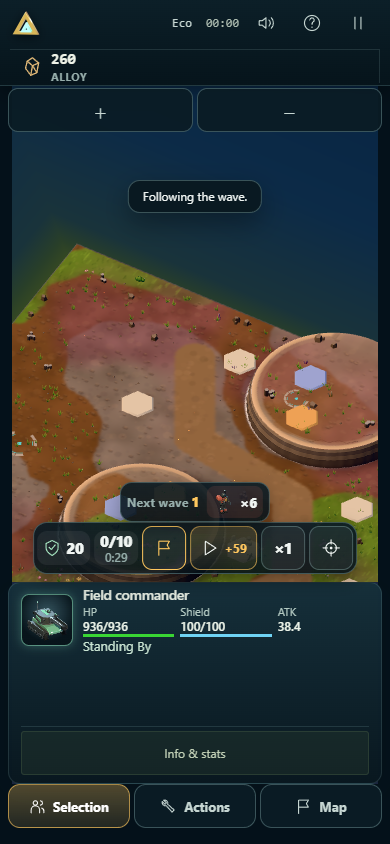 Eco 00:00
260
ALLOY
+ −
Following the wave.
Next wave 1 ×6
20 0/10 +59 ×1
0:29
Field commander
HP Shield ATK
936/936 100/100 38.4
Standing By
Info & stats
Selection Actions Map